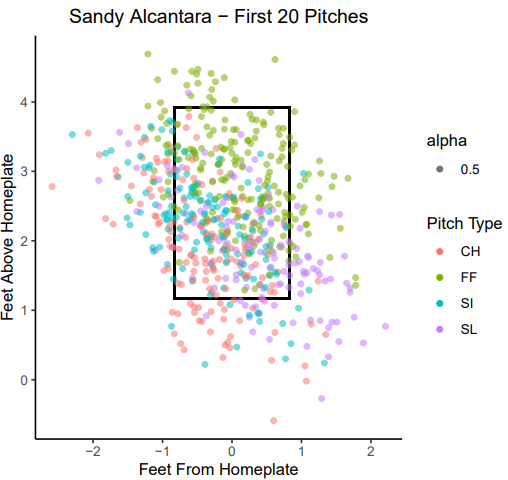 Sandy Alcantara − First 20 Pitches
Feet Above Homeplate
4
3
2
1
0
−2
−1
0
1
2
Feet From Homeplate
alpha
0.5
Pitch Type
CH
FF
SI
SL